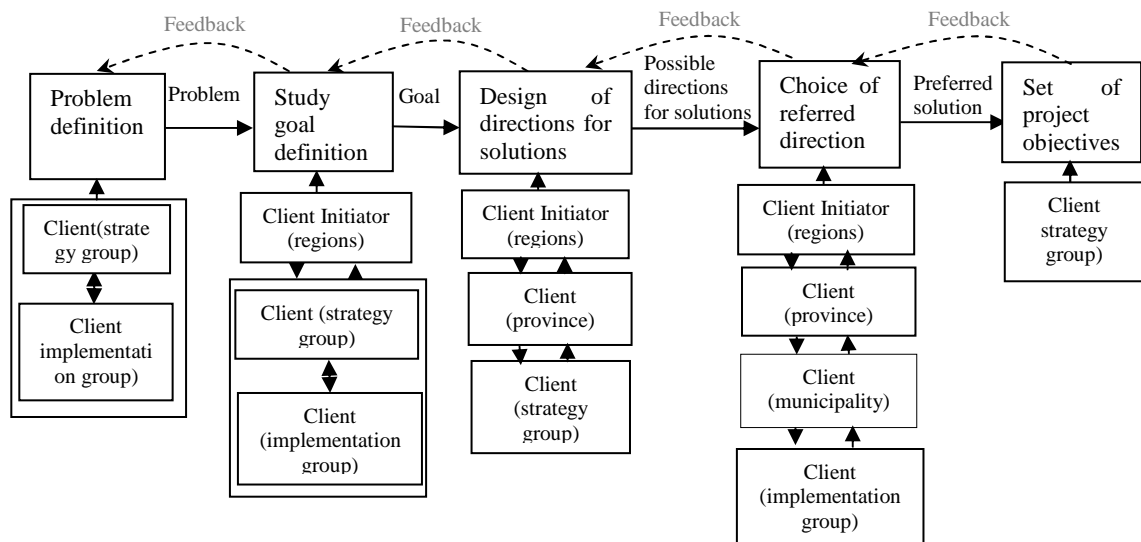 Feedback
Feedback
Feedback
Feedback
Problem
definition
Problem
Study
goal
definition
Goal
Design of
directions for
solutions
Possible
directions
for solutions
Choice of
referred
direction
Preferred
solution
Set of
project
objectives
Client(strate
gy group)
Client
implementati
on group)
Client Initiator
(regions)
Client (strategy
group)
Client
(implementation
group)
Client Initiator
(regions)
Client
(province)
Client
(strategy
group)
Client Initiator
(regions)
Client
(province)
Client
(municipality)
Client
(implementation
group)
Client
strategy
group)